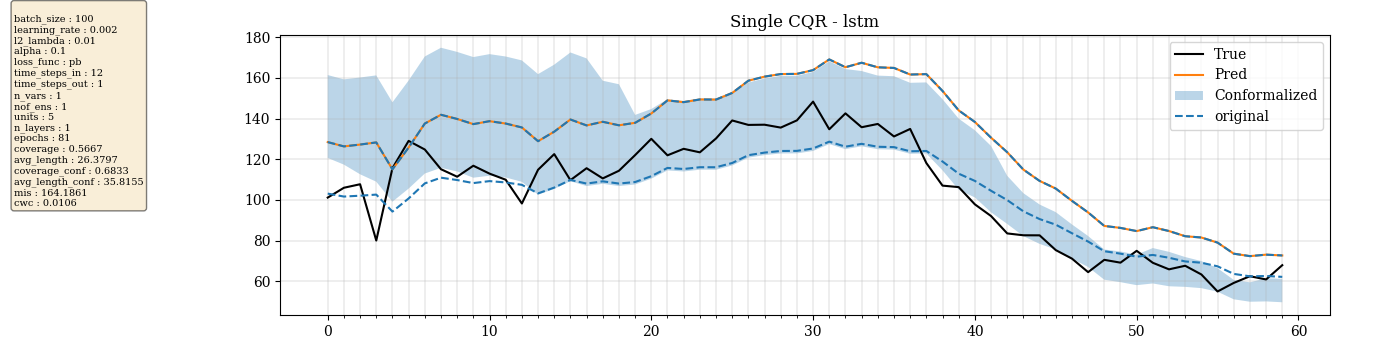 batch_size : 100
learning_rate : 0.002
l2_lambda : 0.01
alpha : 0.1
loss_func : pb
time_steps_in : 12
time_steps_out : 1
n_vars : 1
nof_ens : 1
units : 5
n_layers : 1
epochs : 81
coverage : 0.5667
avg_length : 26.3797
coverage_conf : 0.6833
avg_length_conf : 35.8155
mis : 164.1861
cwc : 0.0106
Single CQR - lstm
180
160
140
120
100
80
60
True
Pred
Conformalized
original
0 10 20 30 40 50 60